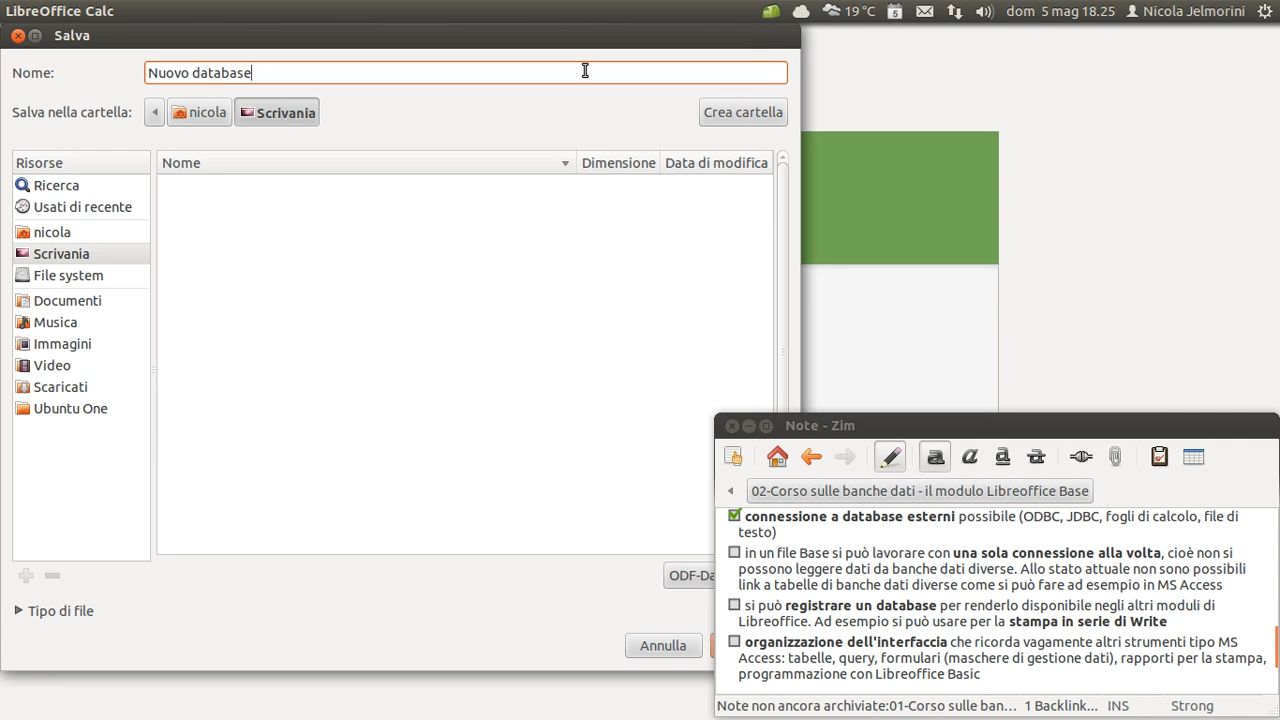 LibreOffice Calc
19 °C
dom 5 mag 18.25
Nicola Jelmorini
Salva
Nome:
Nuovo database
Salva nella cartella:
nicola
Scrivania
Crea cartella
Risorse
Nome
Dimensione
Data di modifica
Ricerca
Usati di recente
nicola
Scrivania
File system
Documenti
Musica
Immagini
Video
Scaricati
Ubuntu One
ODF-Da
Tipo di file
Annulla
Note - Zim
02-Corso sulle banche dati - il modulo Libreoffice Base
connessione a database esterni possibile (ODBC, JDBC, fogli di calcolo, file di
testo)
in un file Base si può lavorare con una sola connessione alla volta, cioè non si
possono leggere dati da banche dati diverse. Allo stato attuale non sono possibili
link a tabelle di banche dati diverse come si può fare ad esempio in MS Access
si può registrare un database per renderlo disponibile negli altri moduli di
Libreoffice. Ad esempio si può usare per la stampa in serie di Write
organizzazione dell'interfaccia che ricorda vagamente altri strumenti tipo MS
Access: tabelle, query, formulari (maschere di gestione dati), rapporti per la stampa,
programmazione con Libreoffice Basic
Note non ancora archiviate:01-Corso sulle ban...
1 Backlink...
INS
Strong